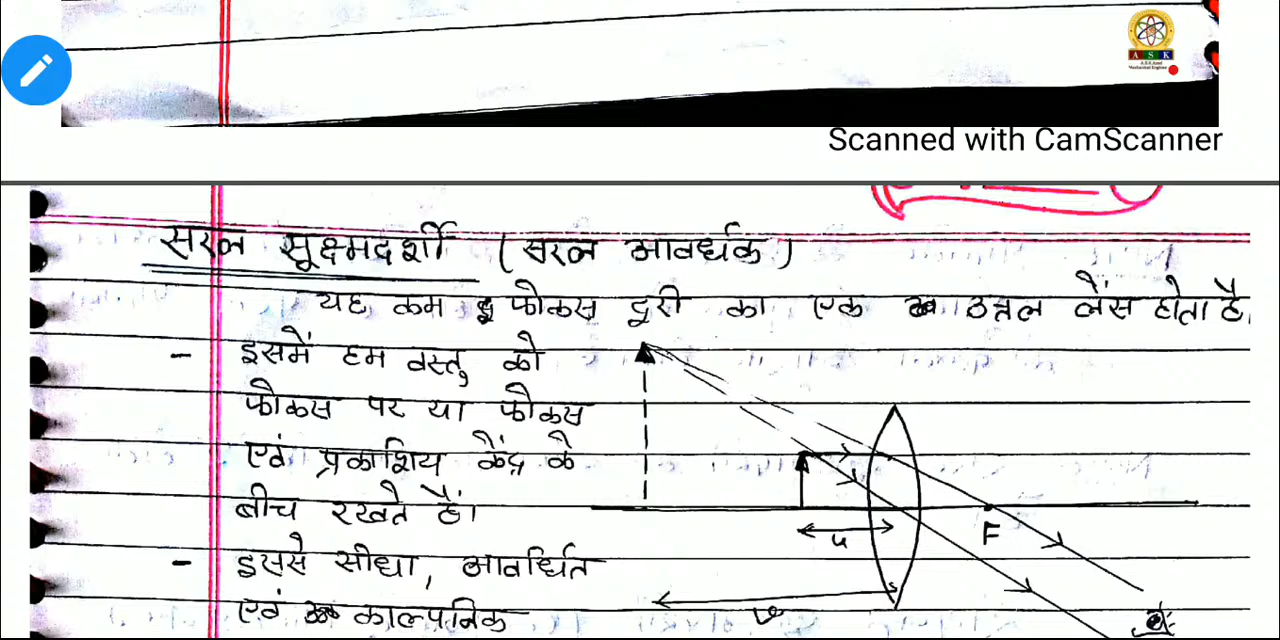 A S K
Scanned with CamScanner
सरल सूक्ष्मदर्शी (सरल आवर्धक)
यह कम फोकस दूरी का एक उत्तल लैंस होता है,
- इसमें हम वस्तु को
फोकस पर या फोकस
एवं प्रकाशिय केंद्र के
बीच रखते हैं।
- इससे सीधा, आवर्धित
एवं काल्पनिक
u
F
v